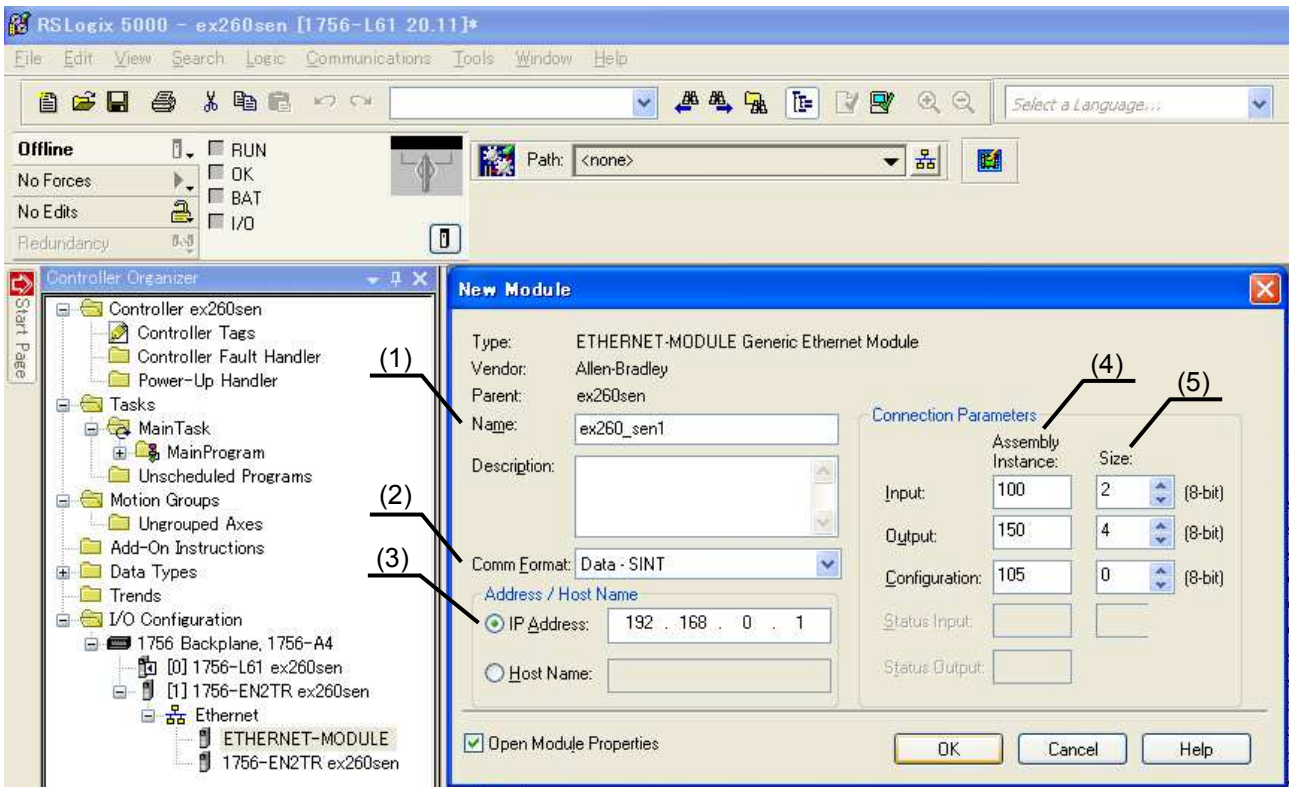 RSLogix 5000 - ex260sen [1756-L61 20.11]*
File Edit View Search Logic Communications Tools Window Help
Select a Language...
Offline
RUN
No Forces
OK
BAT
No Edits
I/O
Redundancy
Path: <none>
Start Page
Controller Organizer
Controller ex260sen
Controller Tags
Controller Fault Handler
Power-Up Handler
Tasks
MainTask
MainProgram
Unscheduled Programs
Motion Groups
Ungrouped Axes
Add-On Instructions
Data Types
Trends
I/O Configuration
1756 Backplane, 1756-A4
[0] 1756-L61 ex260sen
[1] 1756-EN2TR ex260sen
Ethernet
ETHERNET-MODULE
1756-EN2TR ex260sen
New Module
Type: ETHERNET-MODULE Generic Ethernet Module
Vendor: Allen-Bradley
Parent: ex260sen
(1)
Name: ex260_sen1
Description:
(2)
Comm Format: Data - SINT
(3)
Address / Host Name
IP Address: 192 . 168 . 0 . 1
Host Name:
(4)
(5)
Connection Parameters
Assembly
Instance: Size:
Input: 100 2 (8-bit)
Output: 150 4 (8-bit)
Configuration: 105 0 (8-bit)
Status Input:
Status Output:
Open Module Properties
OK Cancel Help